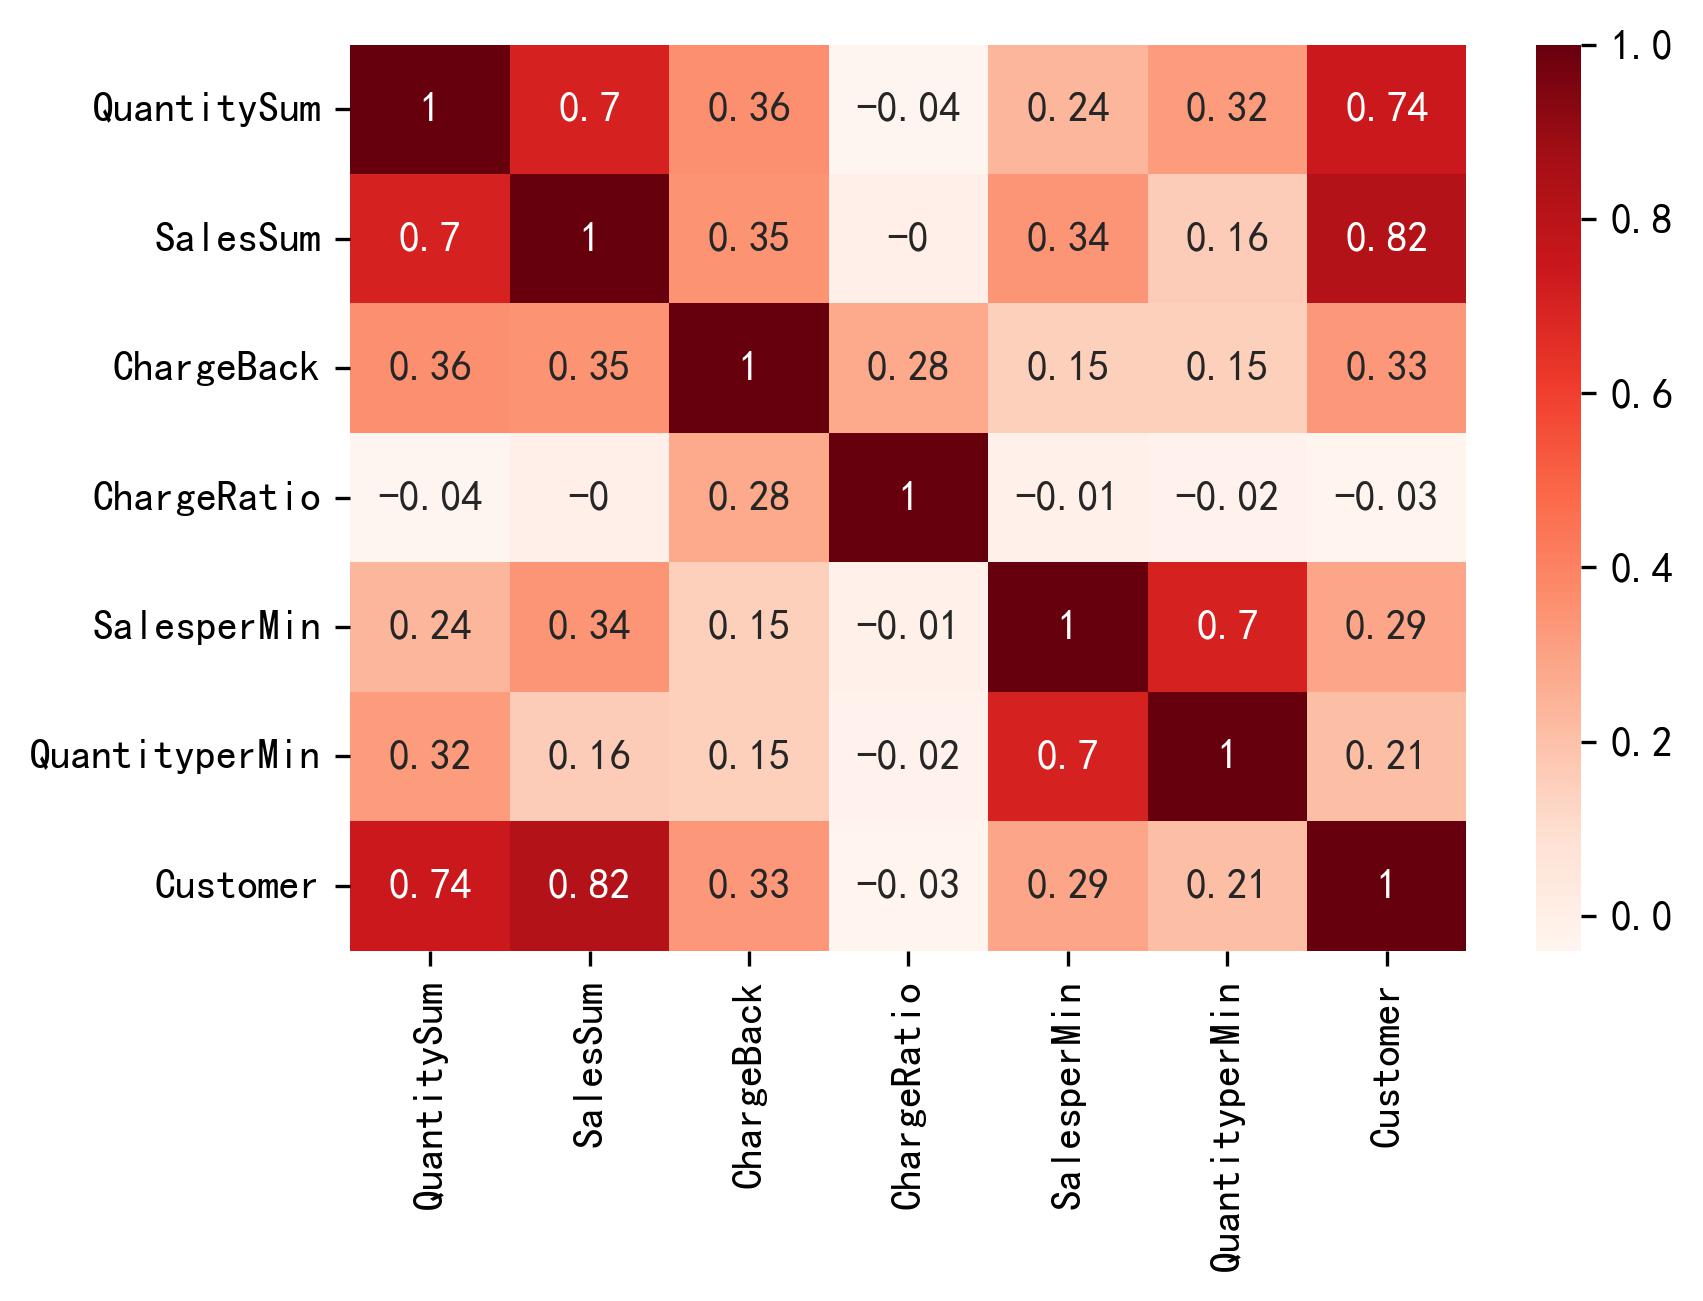 QuantitySum 1 0.7 0.36 -0.04 0.24 0.32 0.74
SalesSum 0.7 1 0.35 -0 0.34 0.16 0.82
ChargeBack 0.36 0.35 1 0.28 0.15 0.15 0.33
ChargeRatio -0.04 -0 0.28 1 -0.01 -0.02 -0.03
SalesperMin 0.24 0.34 0.15 -0.01 1 0.7 0.29
QuantityperMin 0.32 0.16 0.15 -0.02 0.7 1 0.21
Customer 0.74 0.82 0.33 -0.03 0.29 0.21 1
QuantitySum
SalesSum
ChargeBack
ChargeRatio
SalesperMin
QuantityperMin
Customer
1.0
0.8
0.6
0.4
0.2
0.0